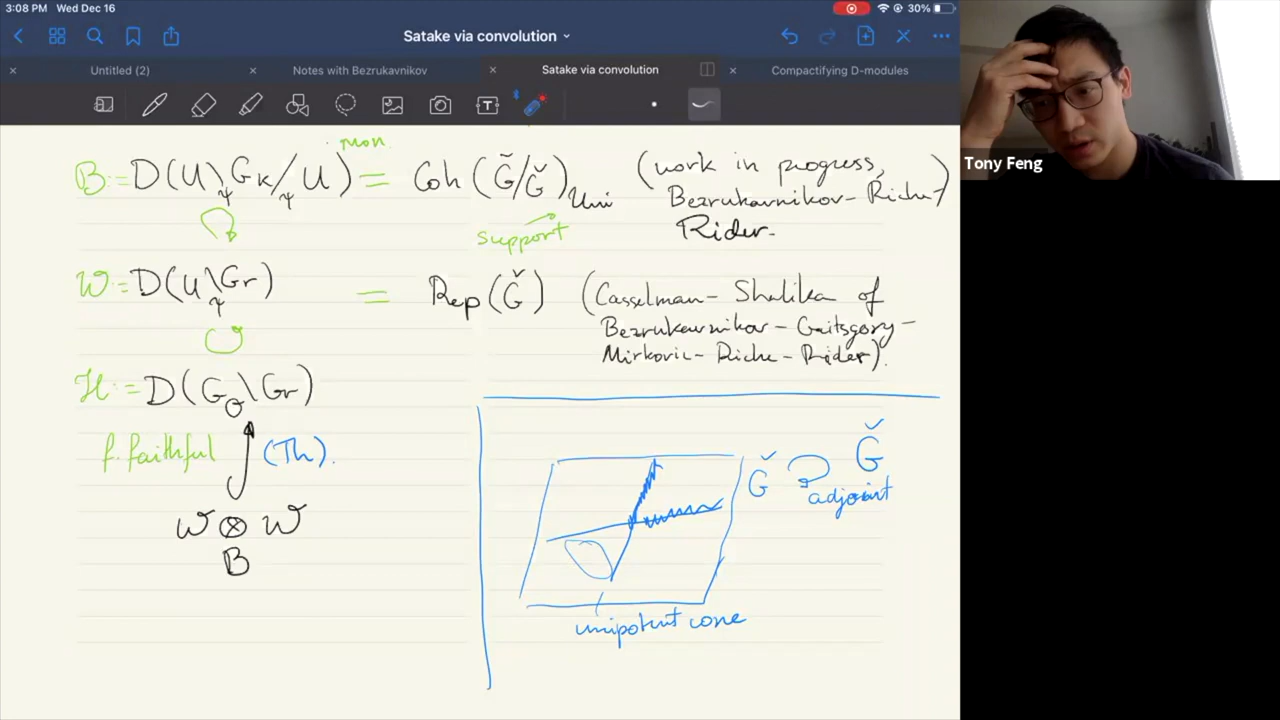 3:08 PM Wed Dec 16
30%
Satake via convolution
Untitled (2)
Notes with Bezrukavnikov
Satake via convolution
Compactifying D-modules
Tony Feng
mon.
B := D(U\G_K/U) = Coh(G̃̌/Ǧ)_Uni (work in progress,
ψ ψ
Bezrukavnikov-Riche-
Rider.
support
W := D(U\Gr) = Rep(Ǧ) (Casselman-Shalika of
ψ
Bezrukavnikov-Gaitsgory-
Mirkovic-Riche-Rider).
H := D(G_O\Gr)
f. faithful (Th).
W ⊗ W
B
Ǧ Ǧ
adjoint
unipotent cone